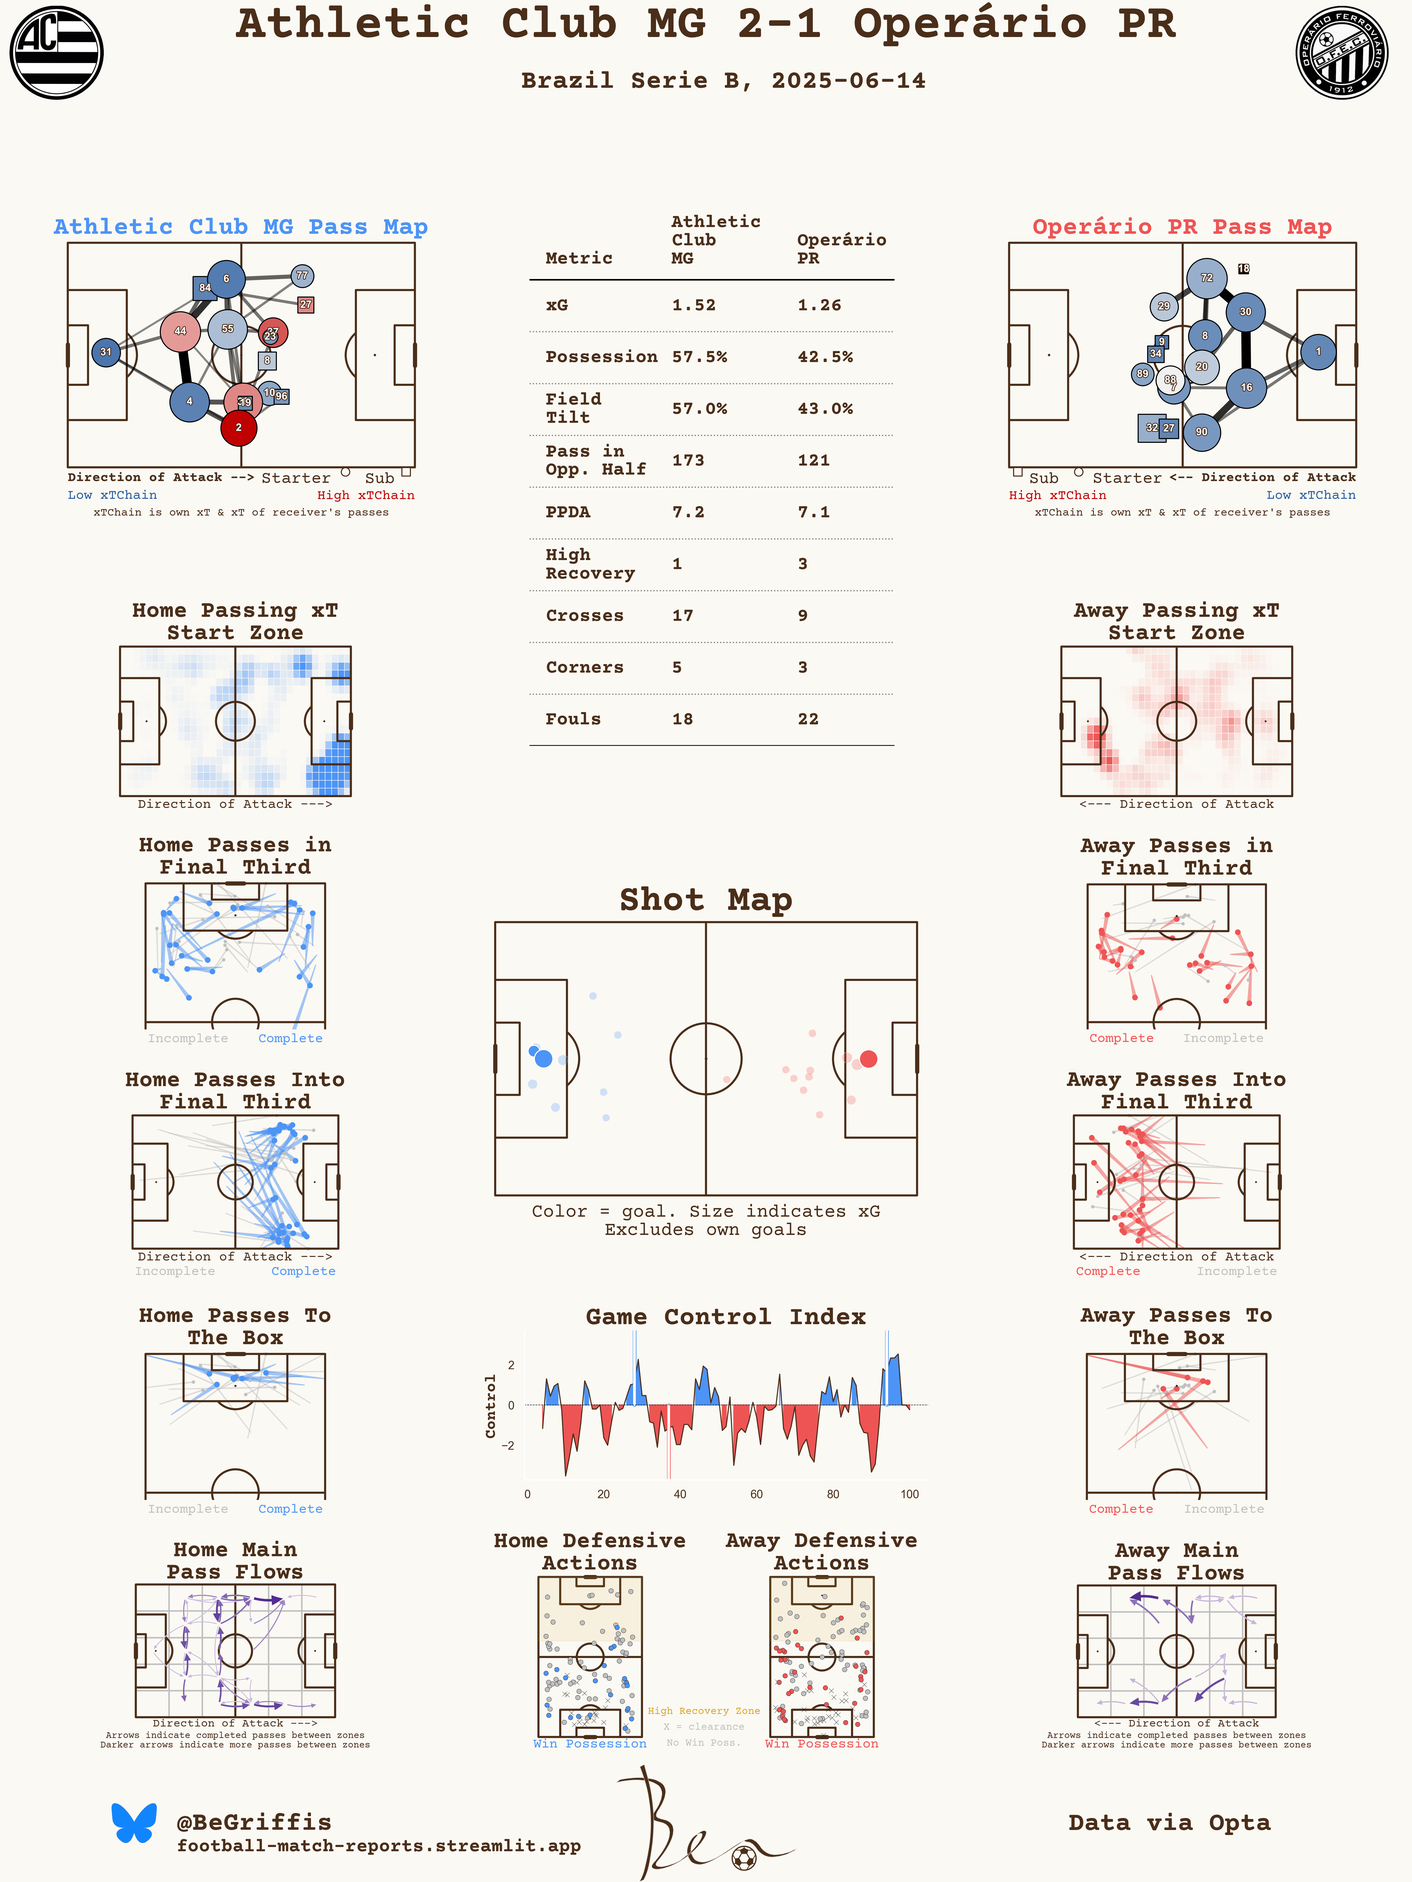 Athletic Club MG 2-1 Operário PR
Brazil Serie B, 2025-06-14
AC
OPERÁRIO FERROVIÁRIO
O.F.E.C.
1912
Athletic Club MG Pass Map
84
6
77
27
44
55
37
23
31
8
4
10
96
19
2
Direction of Attack --> Starter Sub
Low xTChain High xTChain
xTChain is own xT & xT of receiver's passes
Metric Athletic Club MG Operário PR
xG 1.52 1.26
Possession 57.5% 42.5%
Field Tilt 57.0% 43.0%
Pass in Opp. Half 173 121
PPDA 7.2 7.1
High Recovery 1 3
Crosses 17 9
Corners 5 3
Fouls 18 22
Operário PR Pass Map
18
72
29
30
8
9
34
1
20
89
88
7
16
32
27
90
Sub Starter <-- Direction of Attack
High xTChain Low xTChain
xTChain is own xT & xT of receiver's passes
Home Passing xT
Start Zone
Direction of Attack --->
Away Passing xT
Start Zone
<--- Direction of Attack
Home Passes in
Final Third
Incomplete Complete
Away Passes in
Final Third
Complete Incomplete
Shot Map
Color = goal. Size indicates xG
Excludes own goals
Home Passes Into
Final Third
Direction of Attack --->
Incomplete Complete
Away Passes Into
Final Third
<--- Direction of Attack
Complete Incomplete
Home Passes To
The Box
Incomplete Complete
Game Control Index
Control
2
0
−2
0 20 40 60 80 100
Away Passes To
The Box
Complete Incomplete
Home Main
Pass Flows
Direction of Attack --->
Arrows indicate completed passes between zones
Darker arrows indicate more passes between zones
Home Defensive
Actions
Win Possession
Away Defensive
Actions
Win Possession
High Recovery Zone
X = clearance
No Win Poss.
Away Main
Pass Flows
<--- Direction of Attack
Arrows indicate completed passes between zones
Darker arrows indicate more passes between zones
@BeGriffis
football-match-reports.streamlit.app
Ben
Data via Opta